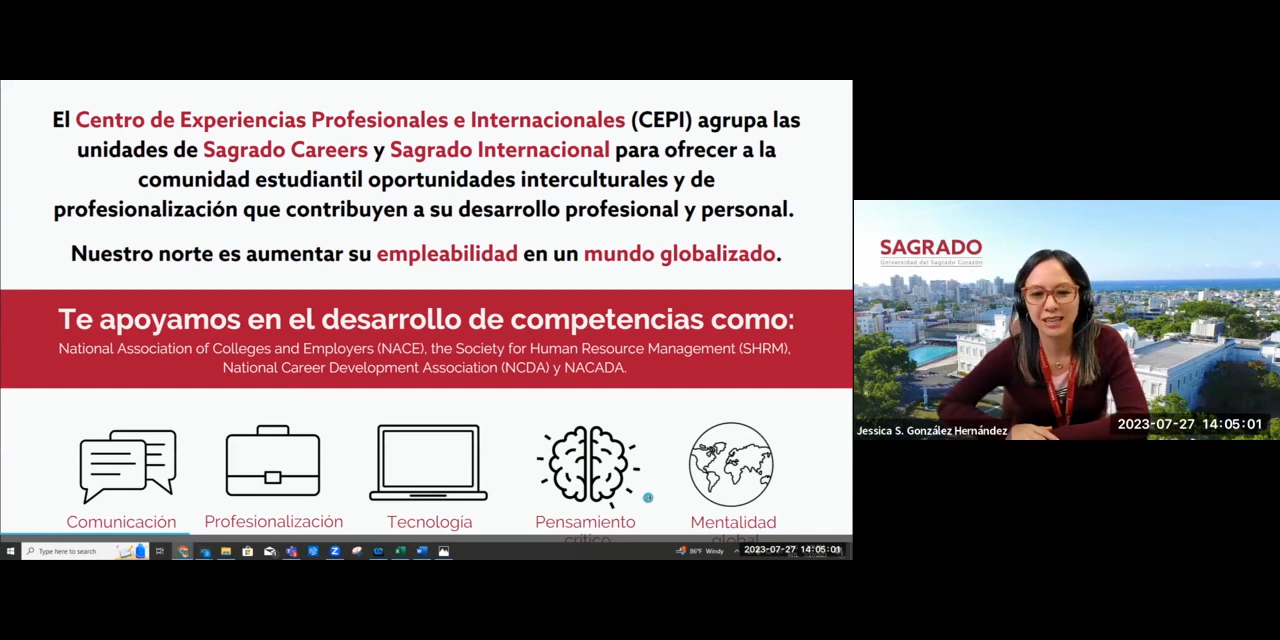 El Centro de Experiencias Profesionales e Internacionales (CEPI) agrupa las
unidades de Sagrado Careers y Sagrado Internacional para ofrecer a la
comunidad estudiantil oportunidades interculturales y de
profesionalización que contribuyen a su desarrollo profesional y personal.
Nuestro norte es aumentar su empleabilidad en un mundo globalizado.
Te apoyamos en el desarrollo de competencias como:
National Association of Colleges and Employers (NACE), the Society for Human Resource Management (SHRM),
National Career Development Association (NCDA) y NACADA.
Comunicación
Profesionalización
Tecnología
Pensamiento
crítico
Mentalidad
global
Type here to search
86°F Windy
2023-07-27 14:05:01
SAGRADO
Universidad del Sagrado Corazón
Jessica S. González Hernández
2023-07-27 14:05:01